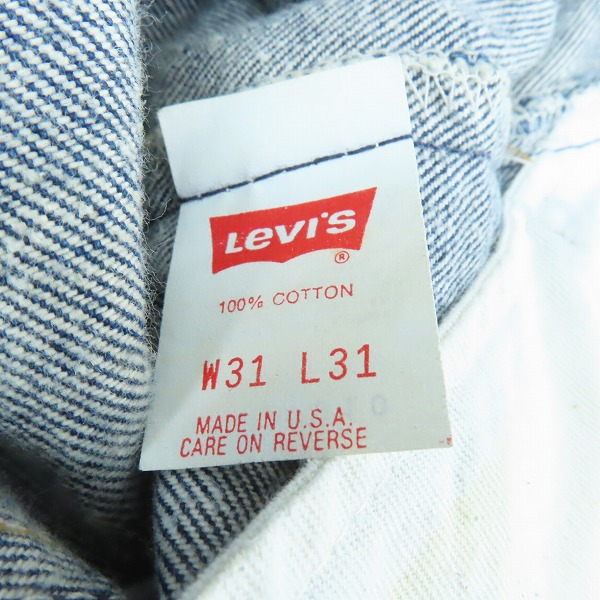 Levi's ®
100% COTTON
W31 L31
MADE IN U.S.A.
CARE ON REVERSE